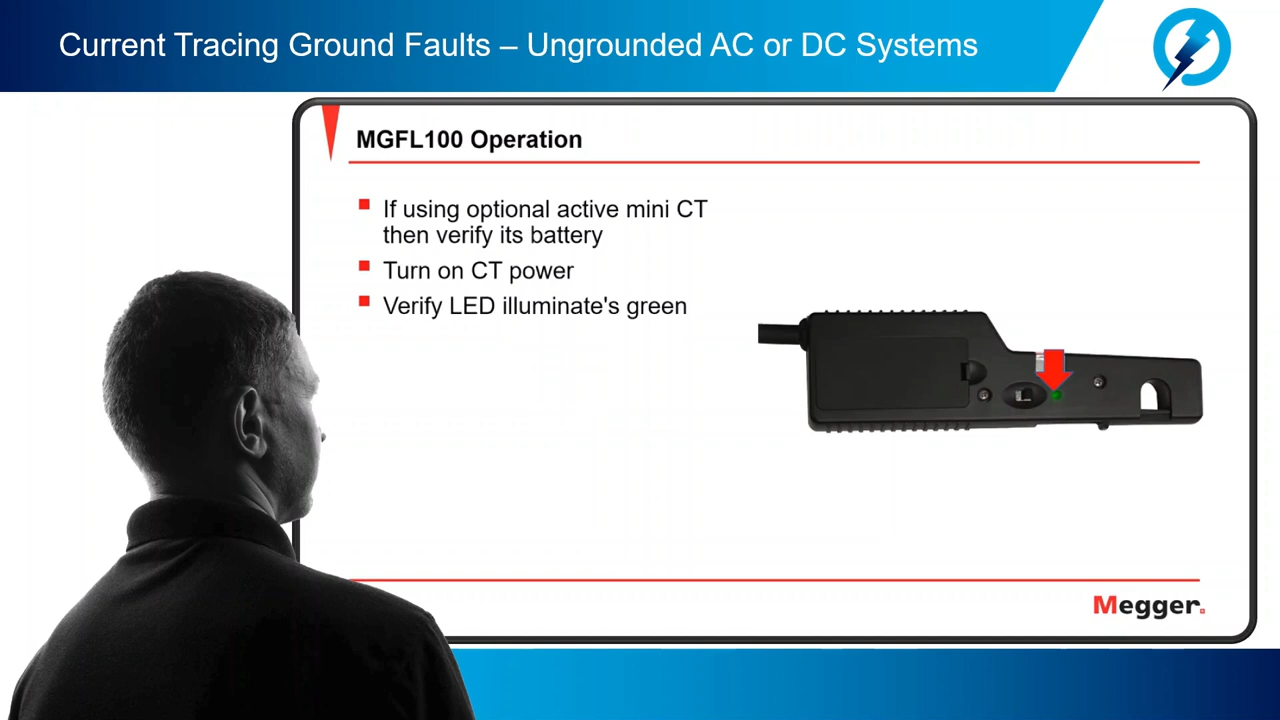 Current Tracing Ground Faults – Ungrounded AC or DC Systems
MGFL100 Operation
If using optional active mini CT
then verify its battery
Turn on CT power
Verify LED illuminate's green
Megger.